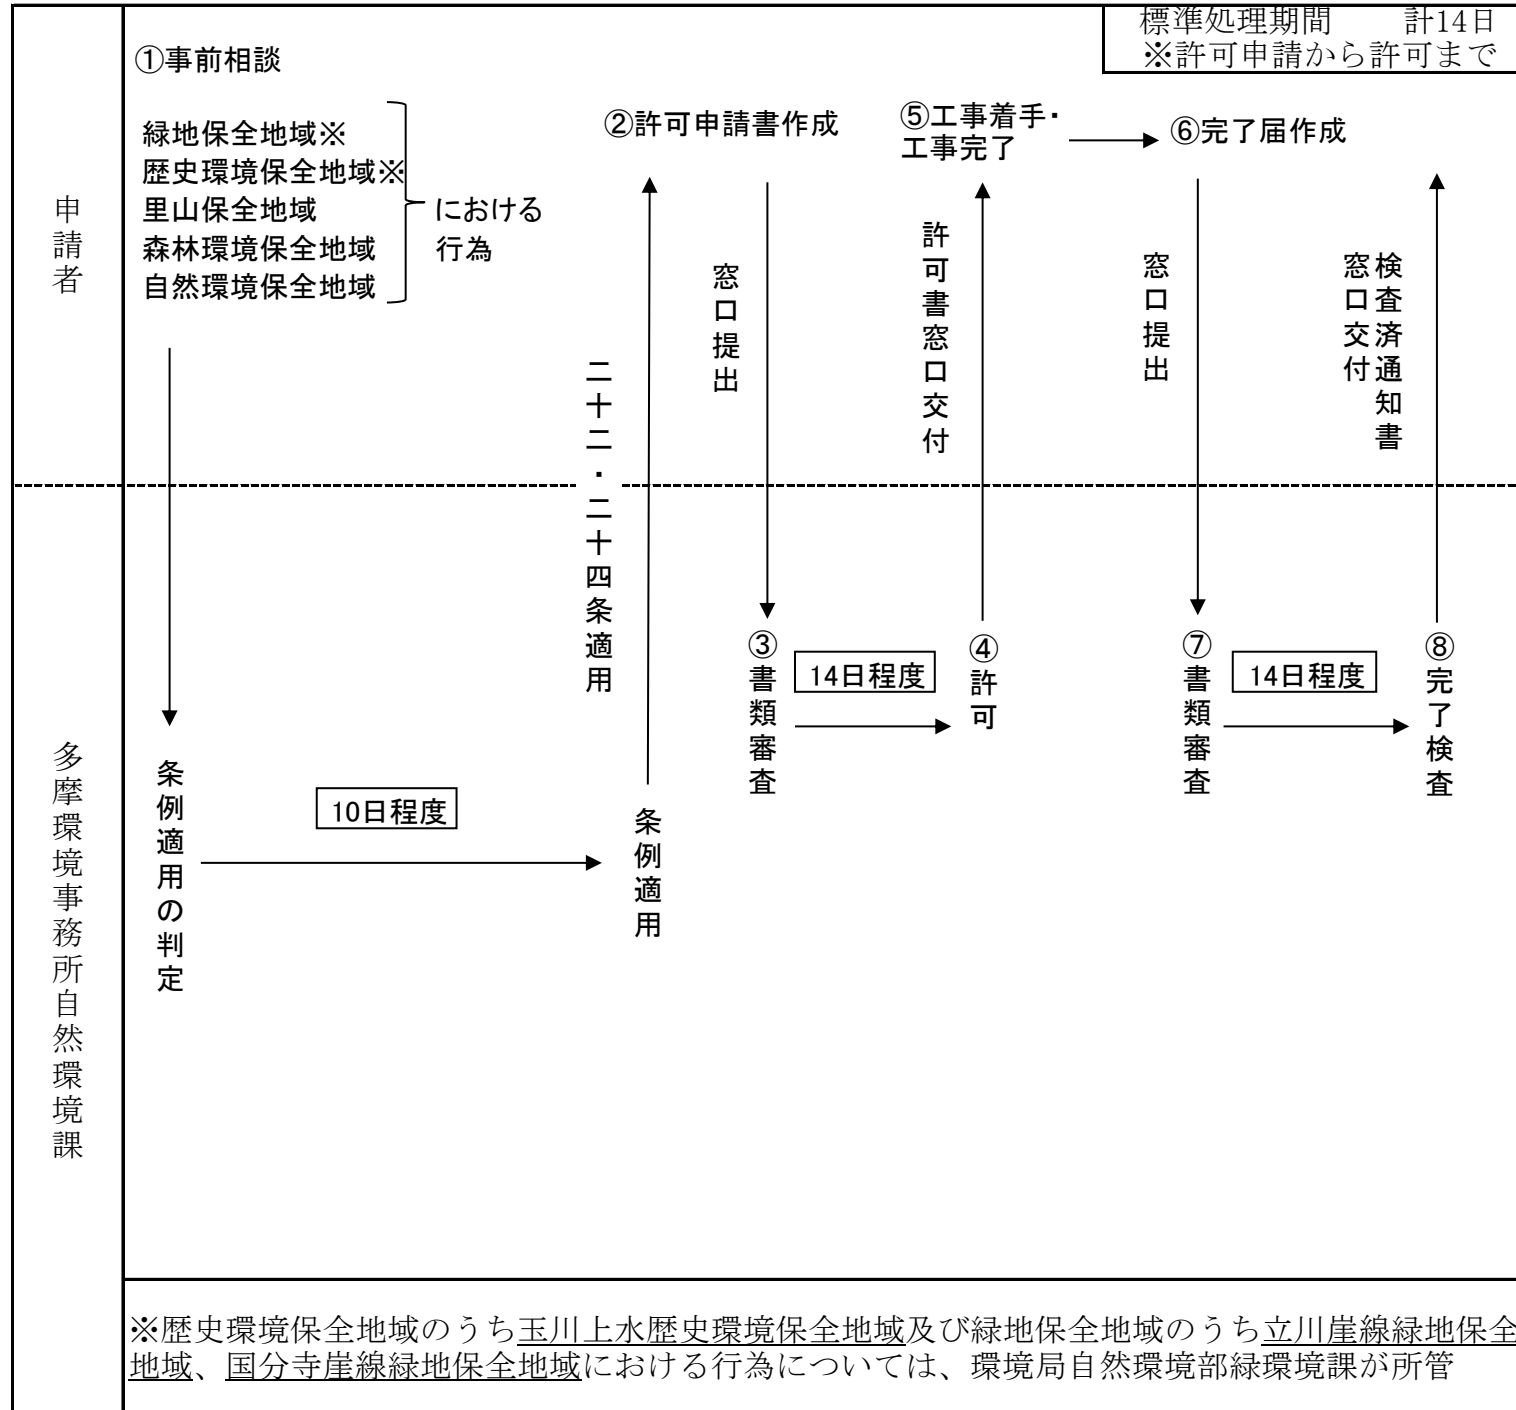 標準処理期間　　計14日
※許可申請から許可まで
申請者
①事前相談
緑地保全地域※
歴史環境保全地域※
里山保全地域
森林環境保全地域
自然環境保全地域
における
行為
二十二・二十四条適用
②許可申請書作成
窓口提出
許可書窓口交付
⑤工事着手・
工事完了
⑥完了届作成
窓口提出
検査済通知書
窓口交付
多摩環境事務所自然環境課
条例適用の判定
10日程度
条例適用
③書類審査
14日程度
④許可
⑦書類審査
14日程度
⑧完了検査
※歴史環境保全地域のうち玉川上水歴史環境保全地域及び緑地保全地域のうち立川崖線緑地保全
地域、国分寺崖線緑地保全地域における行為については、環境局自然環境部緑環境課が所管